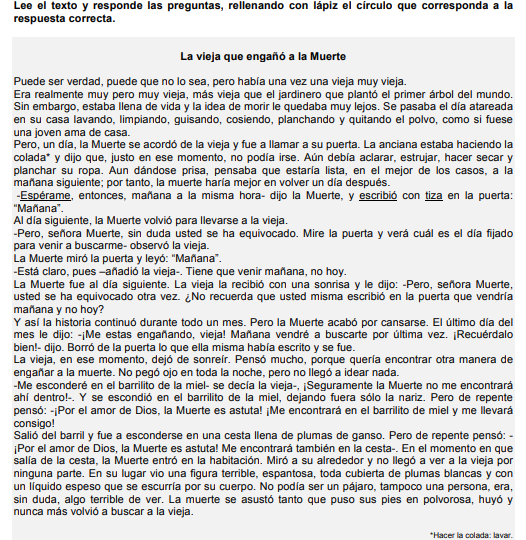 Lee el texto y responde las preguntas, rellenando con lápiz el círculo que corresponda a la
respuesta correcta.
La vieja que engañó a la Muerte
Puede ser verdad, puede que no lo sea, pero había una vez una vieja muy vieja.
Era realmente muy pero muy vieja, más vieja que el jardinero que plantó el primer árbol del mundo.
Sin embargo, estaba llena de vida y la idea de morir le quedaba muy lejos. Se pasaba el día atareada
en su casa lavando, limpiando, guisando, cosiendo, planchando y quitando el polvo, como si fuese
una joven ama de casa.
Pero, un día, la Muerte se acordó de la vieja y fue a llamar a su puerta. La anciana estaba haciendo la
colada* y dijo que, justo en ese momento, no podía irse. Aún debía aclarar, estrujar, hacer secar y
planchar su ropa. Aun dándose prisa, pensaba que estaría lista, en el mejor de los casos, a la
mañana siguiente; por tanto, la muerte haría mejor en volver un día después.
-Espérame, entonces, mañana a la misma hora- dijo la Muerte, y escribió con tiza en la puerta:
"Mañana".
Al día siguiente, la Muerte volvió para llevarse a la vieja.
-Pero, señora Muerte, sin duda usted se ha equivocado. Mire la puerta y verá cuál es el día fijado
para venir a buscarme- observó la vieja.
La Muerte miró la puerta y leyó: "Mañana".
-Está claro, pues –añadió la vieja-. Tiene que venir mañana, no hoy.
La Muerte fue al día siguiente. La vieja la recibió con una sonrisa y le dijo: -Pero, señora Muerte,
usted se ha equivocado otra vez. ¿No recuerda que usted misma escribió en la puerta que vendría
mañana y no hoy?
Y así la historia continuó durante todo un mes. Pero la Muerte acabó por cansarse. El último día del
mes le dijo: -¡Me estas engañando, vieja! Mañana vendré a buscarte por última vez. ¡Recuérdalo
bien!- dijo. Borró de la puerta lo que ella misma había escrito y se fue.
La vieja, en ese momento, dejó de sonreír. Pensó mucho, porque quería encontrar otra manera de
engañar a la muerte. No pegó ojo en toda la noche, pero no llegó a idear nada.
-Me esconderé en el barrilito de la miel- se decía la vieja-, ¡Seguramente la Muerte no me encontrará
ahí dentro!-. Y se escondió en el barrilito de la miel, dejando fuera sólo la nariz. Pero de repente
pensó: -¡Por el amor de Dios, la Muerte es astuta! ¡Me encontrará en el barrilito de miel y me llevará
consigo!
Salió del barril y fue a esconderse en una cesta llena de plumas de ganso. Pero de repente pensó: -
¡Por el amor de Dios, la Muerte es astuta! Me encontrará también en la cesta-. En el momento en que
salía de la cesta, la Muerte entró en la habitación. Miró a su alrededor y no llegó a ver a la vieja por
ninguna parte. En su lugar vio una figura terrible, espantosa, toda cubierta de plumas blancas y con
un líquido espeso que se escurría por su cuerpo. No podía ser un pájaro, tampoco una persona, era,
sin duda, algo terrible de ver. La muerte se asustó tanto que puso sus pies en polvorosa, huyó y
nunca más volvió a buscar a la vieja.
*Hacer la colada: lavar.